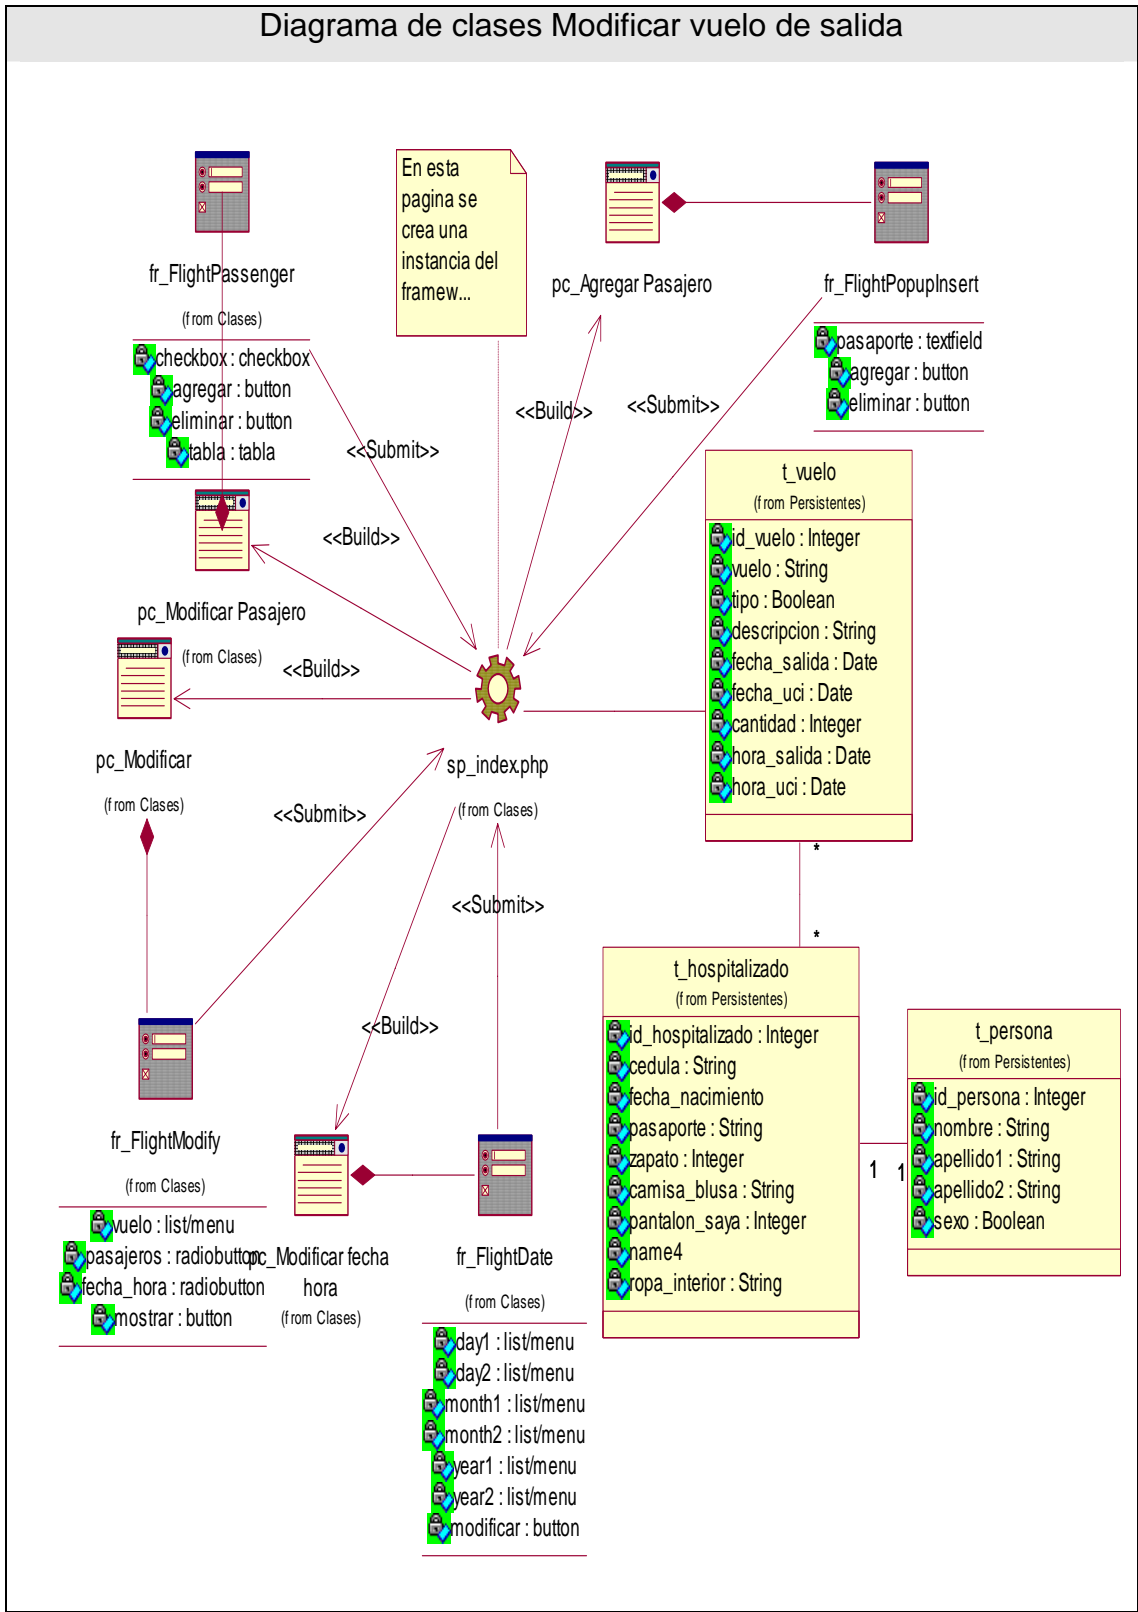 Diagrama de clases Modificar vuelo de salida
fr_FlightPassenger
(from Clases)
checkbox : checkbox
agregar : button
eliminar : button
tabla : tabla
En esta
pagina se
crea una
instancia del
framew...
pc_Agregar Pasajero
fr_FlightPopupInsert
pasaporte : textfield
agregar : button
eliminar : button
<<Build>>
<<Submit>>
<<Submit>>
<<Build>>
pc_Modificar Pasajero
(from Clases)
<<Build>>
pc_Modificar
(from Clases)
sp_index.php
(from Clases)
<<Submit>>
<<Submit>>
<<Build>>
t_vuelo
(from Persistentes)
id_vuelo : Integer
vuelo : String
tipo : Boolean
descripcion : String
fecha_salida : Date
fecha_uci : Date
cantidad : Integer
hora_salida : Date
hora_uci : Date
*
*
t_hospitalizado
(from Persistentes)
id_hospitalizado : Integer
cedula : String
fecha_nacimiento
pasaporte : String
zapato : Integer
camisa_blusa : String
pantalon_saya : Integer
name4
ropa_interior : String
1
1
t_persona
(from Persistentes)
id_persona : Integer
nombre : String
apellido1 : String
apellido2 : String
sexo : Boolean
fr_FlightModify
(from Clases)
vuelo : list/menu
pasajeros : radiobutton
fecha_hora : radiobutton
mostrar : button
pc_Modificar fecha
hora
(from Clases)
fr_FlightDate
(from Clases)
day1 : list/menu
day2 : list/menu
month1 : list/menu
month2 : list/menu
year1 : list/menu
year2 : list/menu
modificar : button